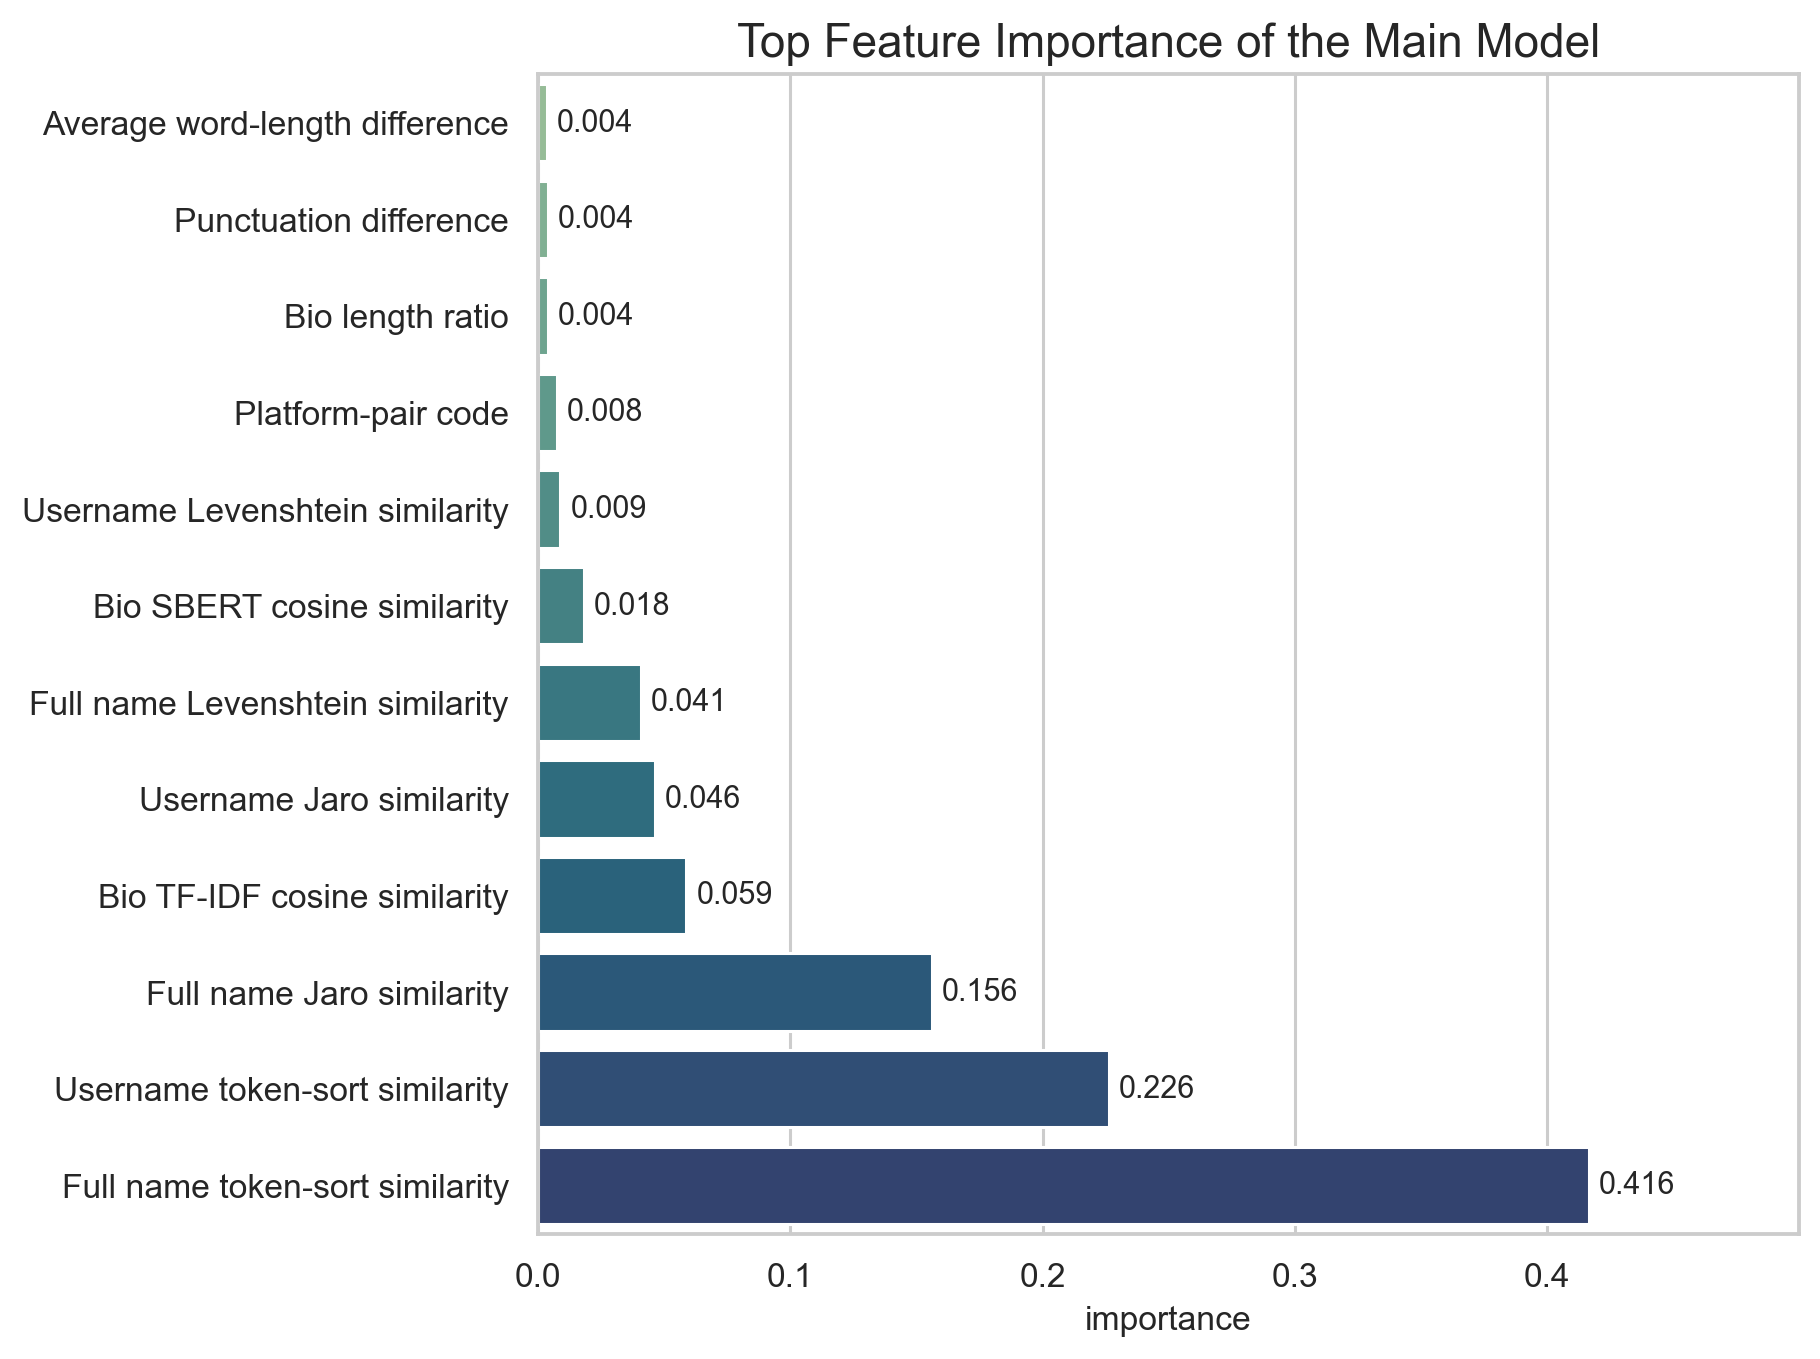 Top Feature Importance of the Main Model
Average word-length difference 0.004
Punctuation difference 0.004
Bio length ratio 0.004
Platform-pair code 0.008
Username Levenshtein similarity 0.009
Bio SBERT cosine similarity 0.018
Full name Levenshtein similarity 0.041
Username Jaro similarity 0.046
Bio TF-IDF cosine similarity 0.059
Full name Jaro similarity 0.156
Username token-sort similarity 0.226
Full name token-sort similarity 0.416
0.0 0.1 0.2 0.3 0.4
importance